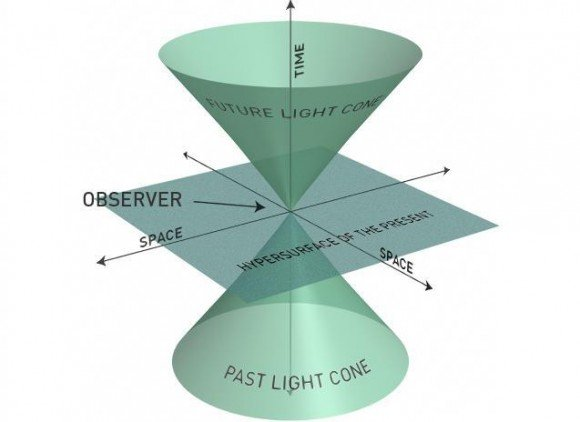 TIME
FUTURE LIGHT CONE
OBSERVER
SPACE
HYPERSURFACE OF THE PRESENT
SPACE
PAST LIGHT CONE